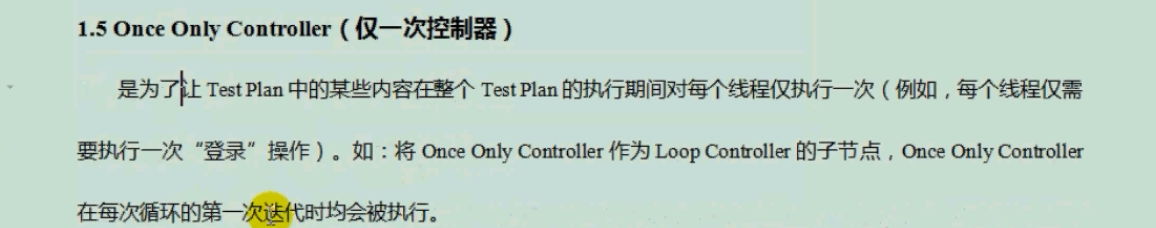 1.5 Once Only Controller（仅一次控制器）
是为了让 Test Plan 中的某些内容在整个 Test Plan 的执行期间对每个线程仅执行一次（例如，每个线程仅需
要执行一次“登录”操作）。如：将 Once Only Controller 作为 Loop Controller 的子节点，Once Only Controller
在每次循环的第一次迭代时均会被执行。